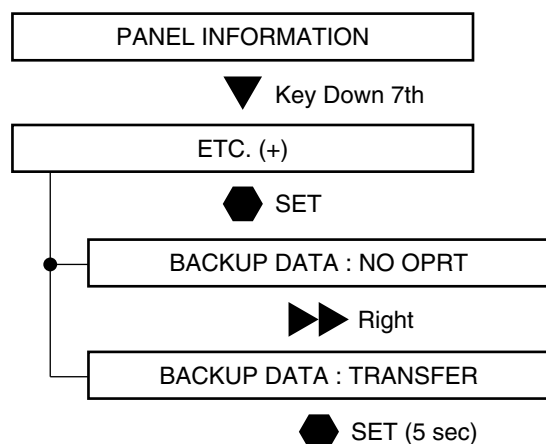 PANEL INFORMATION
Key Down 7th
ETC. (+)
SET
BACKUP DATA : NO OPRT
Right
BACKUP DATA : TRANSFER
SET (5 sec)